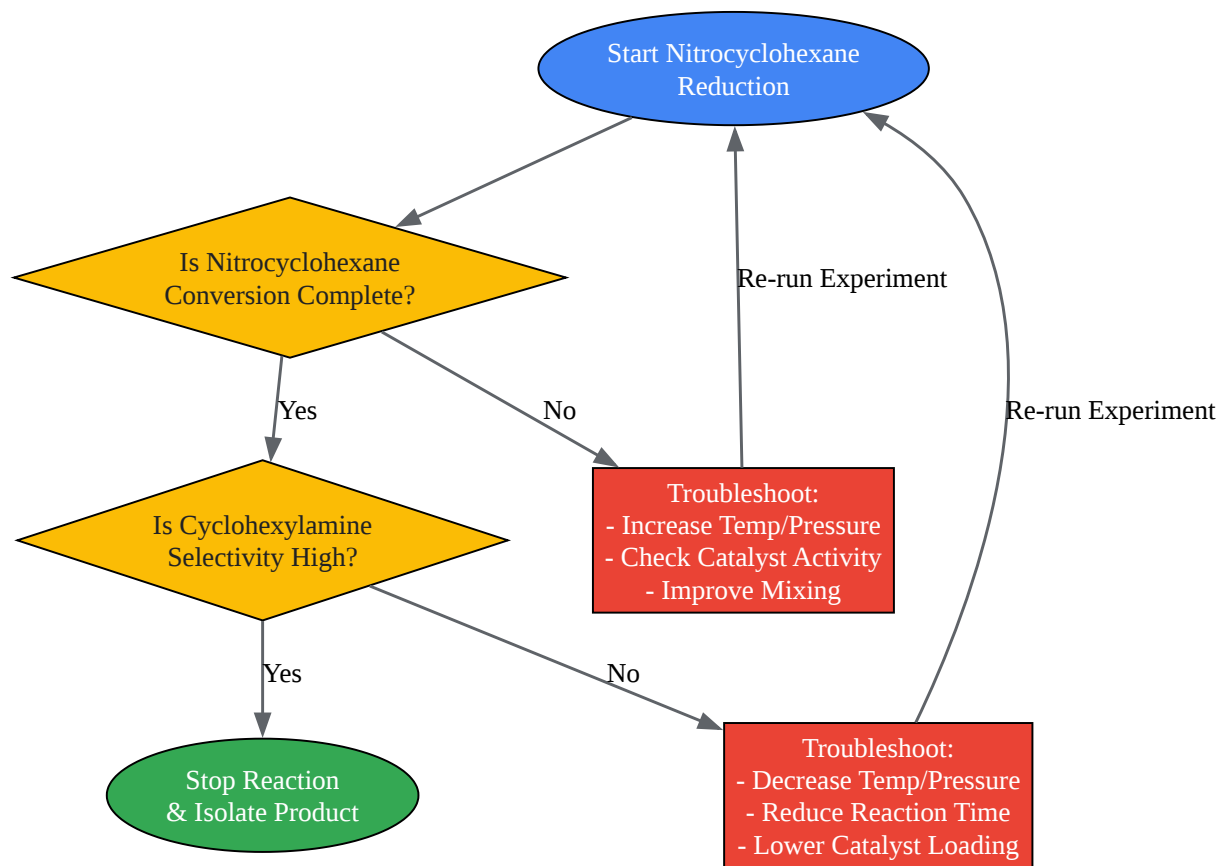 Start Nitrocyclohexane
Reduction
Is Nitrocyclohexane
Conversion Complete?
Re-run Experiment
Yes
No
Re-run Experiment
Is Cyclohexylamine
Selectivity High?
Troubleshoot:
- Increase Temp/Pressure
- Check Catalyst Activity
- Improve Mixing
Yes
No
Stop Reaction
& Isolate Product
Troubleshoot:
- Decrease Temp/Pressure
- Reduce Reaction Time
- Lower Catalyst Loading